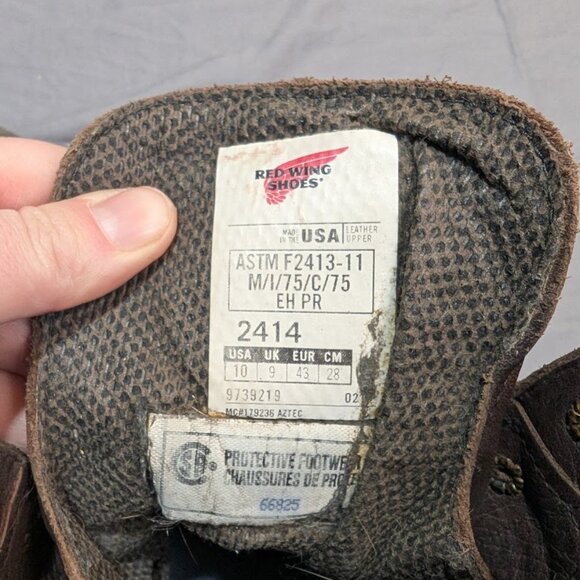 RED WING
SHOES®
MADE IN THE USA LEATHER UPPER
ASTM F2413-11
M/I/75/C/75
EH PR
2414
USA UK EUR CM
10 9 43 28
9739219 02
MC#179236 AZTEC
PROTECTIVE FOOTWE
CHAUSSURES DE PROTE
66825